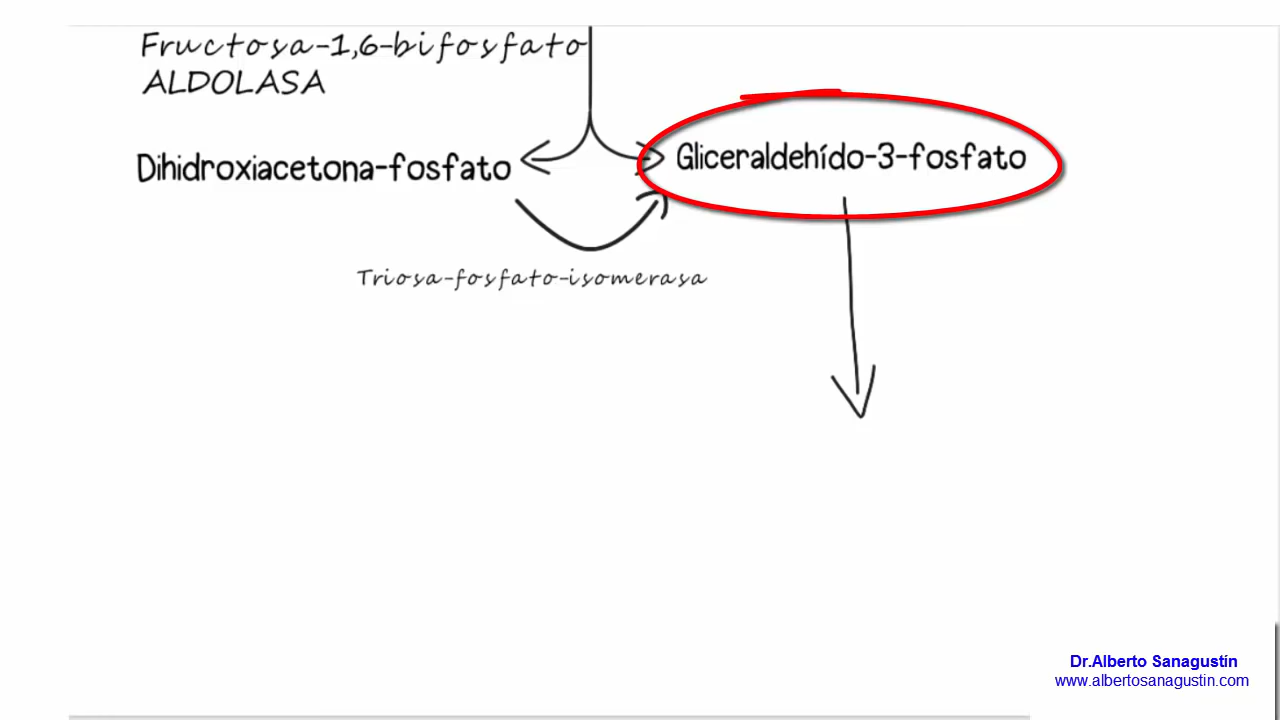 Fructosa-1,6-bifosfato
ALDOLASA
Dihidroxiacetona-fosfato
Gliceraldehído-3-fosfato
Triosa-fosfato-isomerasa
Dr.Alberto Sanagustín
www.albertosanagustin.com